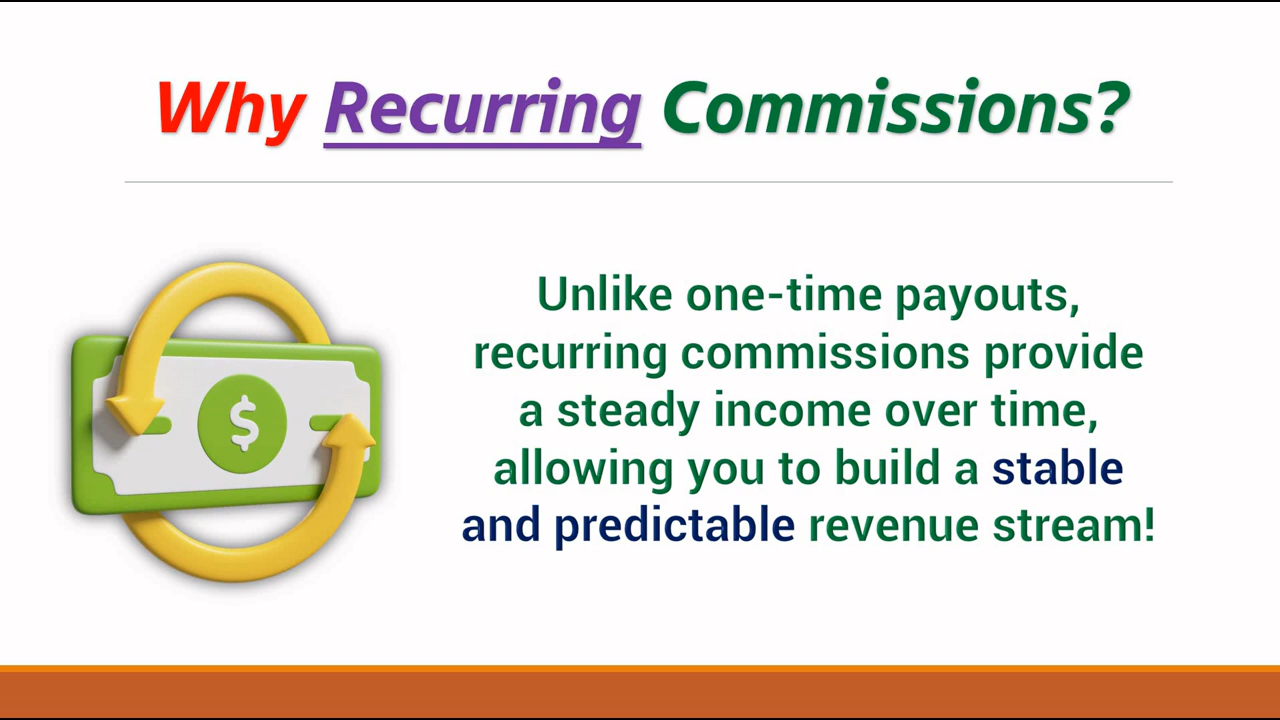 Why Recurring Commissions?
$
Unlike one-time payouts,
recurring commissions provide
a steady income over time,
allowing you to build a stable
and predictable revenue stream!